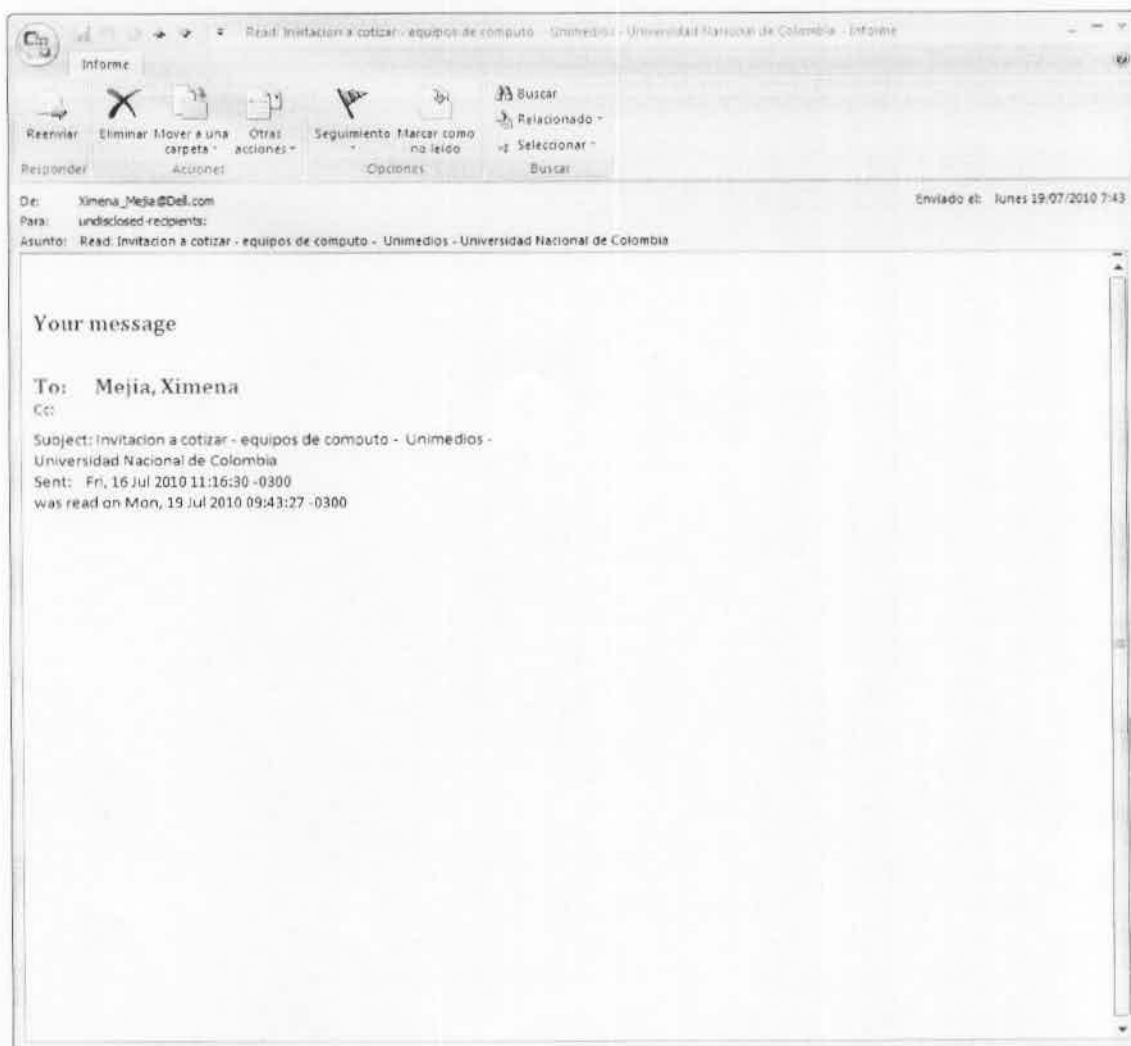 Read: Invitacion a cotizar - equipos de computo - Unimedios - Universidad Nacional de Colombia - Informe
Informe
Reenviar
Eliminar
Mover a una carpeta
Otras acciones
Seguimiento
Marcar como no leido
Buscar
Relacionado
Seleccionar
Responder
Acciones
Opciones
Buscar
De: Ximena_Mejia@Dell.com
Enviado el: lunes 19/07/2010 7:43
Para: undisclosed-recipients:
Asunto: Read: Invitacion a cotizar - equipos de computo - Unimedios - Universidad Nacional de Colombia
Your message
To: Mejia, Ximena
Cc:
Subject: Invitacion a cotizar - equipos de computo - Unimedios -
Universidad Nacional de Colombia
Sent: Fri, 16 Jul 2010 11:16:30 -0300
was read on Mon, 19 Jul 2010 09:43:27 -0300